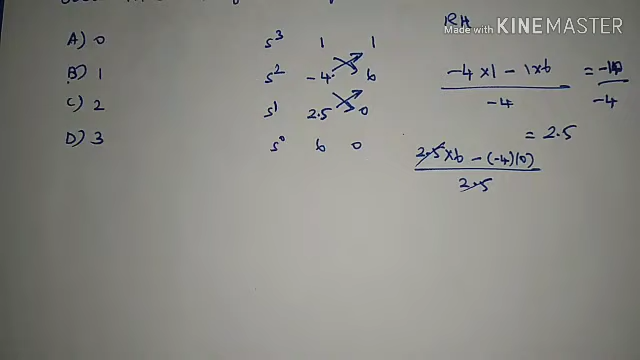 RH
Made with KINEMASTER
A) 0
B) 1
C) 2
D) 3
s³ 1 1
s² -4 6
s¹ 2.5 0
s⁰ 6 0
-4 x 1 - 1 x 6 = -10
-4 -4
= 2.5
2.5 x 6 - (-4)(0)
2.5